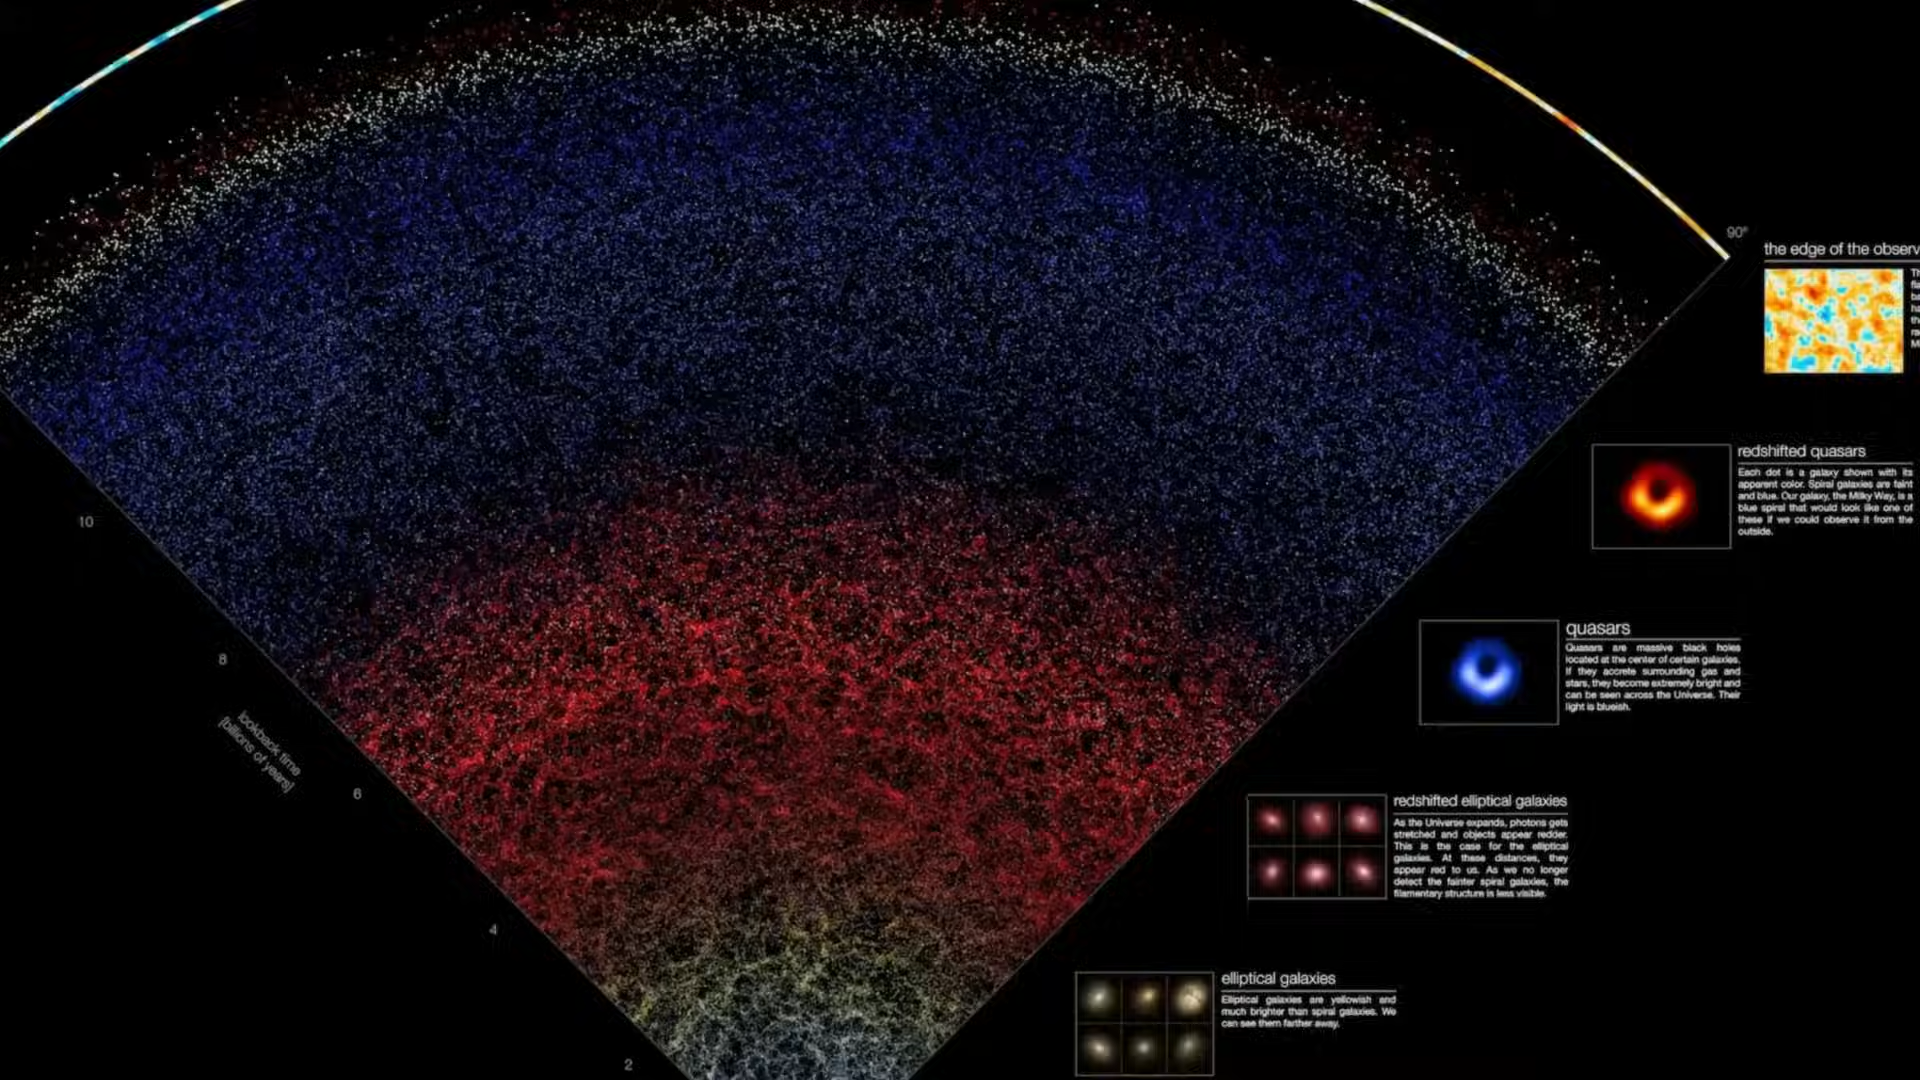 90°
the edge of the observ
Th
fla
ba
ha
the
ra
M
redshifted quasars
Each dot is a galaxy shown with its
apparent color. Spiral galaxies are faint
and blue. Our galaxy, the Milky Way, is a
blue spiral that would look like one of
these if we could observe it from the
outside.
10
quasars
Quasars are massive black holes
located at the center of certain galaxies.
If they accrete surrounding gas and
stars, they become extremely bright and
can be seen across the Universe. Their
light is blueish.
8
lookback time
[billions of years]
6
redshifted elliptical galaxies
As the Universe expands, photons gets
stretched and objects appear redder.
This is the case for the elliptical
galaxies. At these distances, they
appear red to us. As we no longer
detect the fainter spiral galaxies, the
filamentary structure is less visible.
4
elliptical galaxies
Elliptical galaxies are yellowish and
much brighter than spiral galaxies. We
can see them farther away.
2